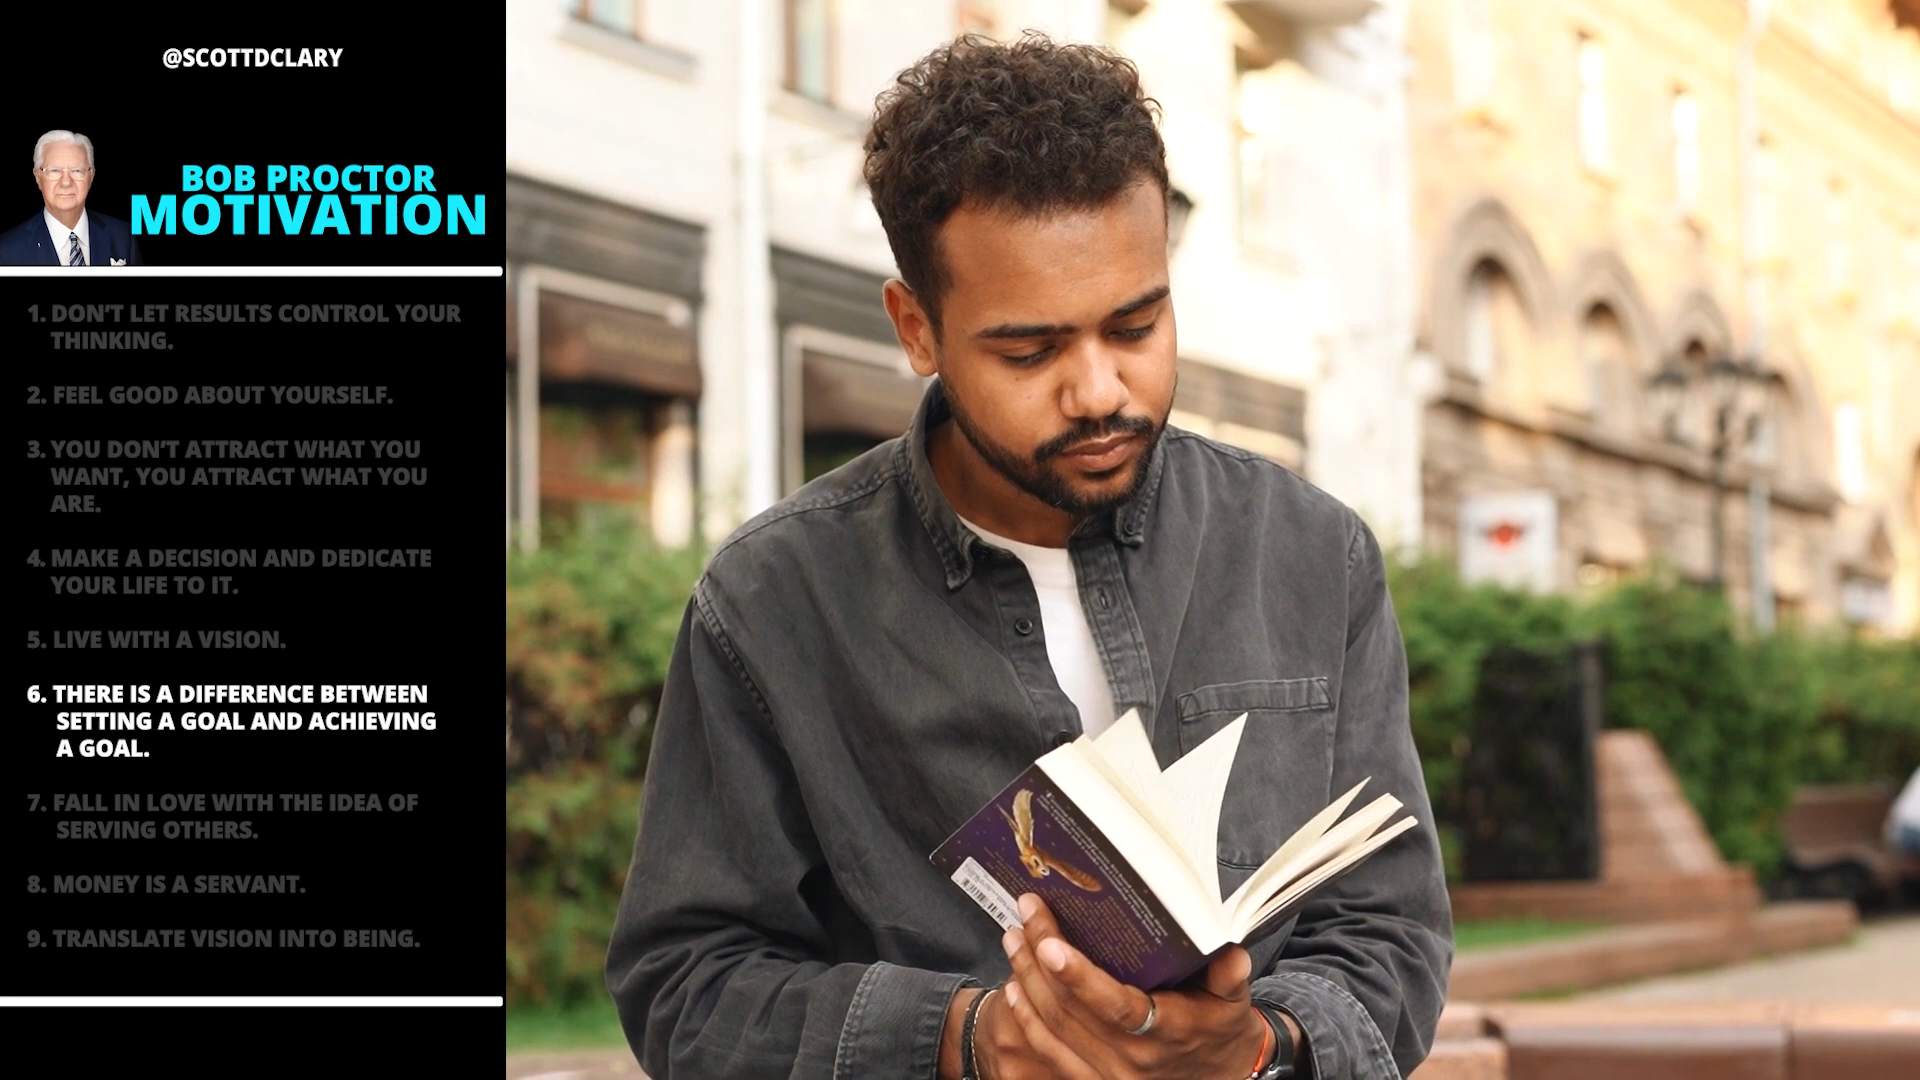 @SCOTTDCLARY
BOB PROCTOR
MOTIVATION
1. DON’T LET RESULTS CONTROL YOUR
THINKING.
2. FEEL GOOD ABOUT YOURSELF.
3. YOU DON’T ATTRACT WHAT YOU
WANT, YOU ATTRACT WHAT YOU
ARE.
4. MAKE A DECISION AND DEDICATE
YOUR LIFE TO IT.
5. LIVE WITH A VISION.
6. THERE IS A DIFFERENCE BETWEEN
SETTING A GOAL AND ACHIEVING
A GOAL.
7. FALL IN LOVE WITH THE IDEA OF
SERVING OTHERS.
8. MONEY IS A SERVANT.
9. TRANSLATE VISION INTO BEING.